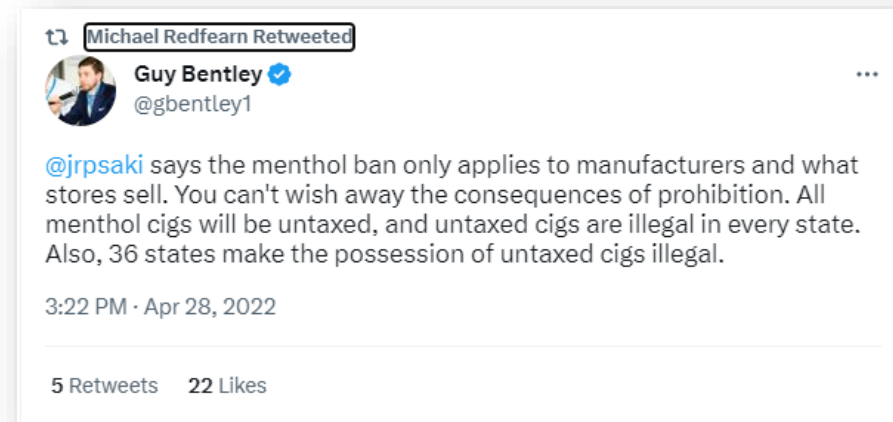 Michael Redfearn Retweeted
Guy Bentley
@gbentley1
@jrpsaki says the menthol ban only applies to manufacturers and what
stores sell. You can't wish away the consequences of prohibition. All
menthol cigs will be untaxed, and untaxed cigs are illegal in every state.
Also, 36 states make the possession of untaxed cigs illegal.
3:22 PM · Apr 28, 2022
5 Retweets 22 Likes